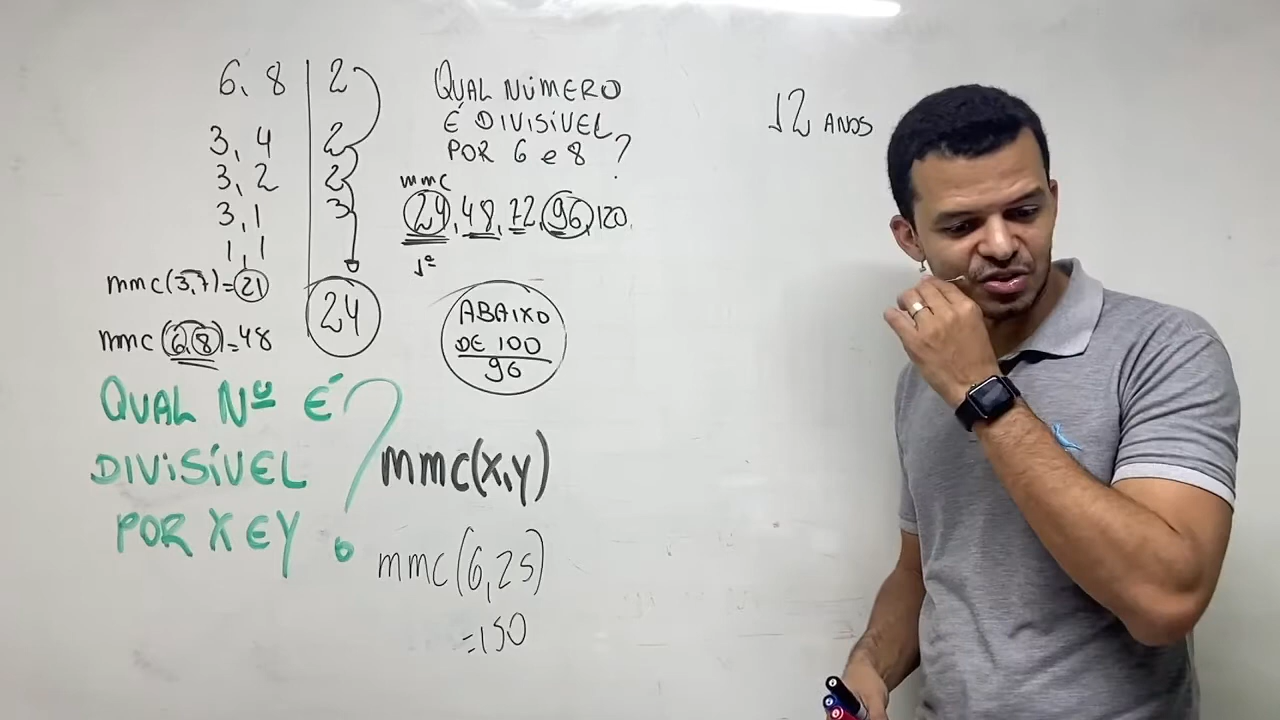 6, 8 | 2
3, 4 | 2
3, 2 | 2
3, 1 | 3
1, 1
24
mmc(3,7)=21
mmc(6,8)=48
QUAL NÚMERO
É DIVISÍVEL
POR 6 e 8 ?
mmc
24, 48, 72, 96, 120.
1º
ABAIXO
DE 100
96
QUAL Nº É
DIVISÍVEL
POR X E Y ?
mmc(x,y)
mmc(6,25)
=150
12 ANOS